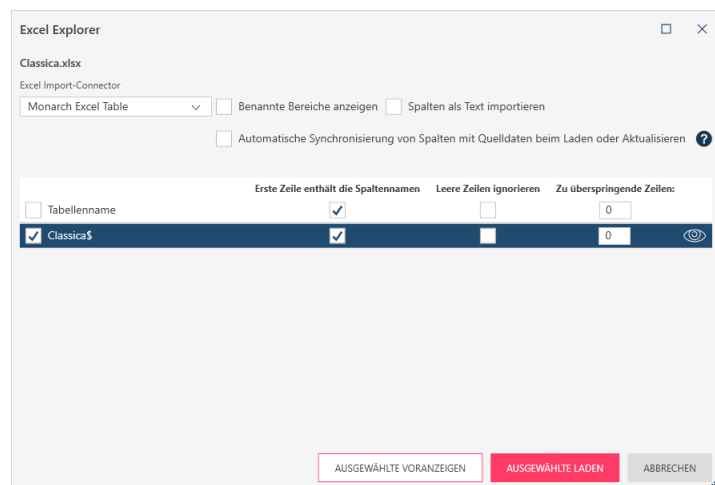 Excel Explorer
Classica.xlsx
Excel Import-Connector
Monarch Excel Table Benannte Bereiche anzeigen Spalten als Text importieren
Automatische Synchronisierung von Spalten mit Quelldaten beim Laden oder Aktualisieren ?
Erste Zeile enthält die Spaltennamen Leere Zeilen ignorieren Zu überspringende Zeilen:
Tabellenname 0
Classica$ 0
AUSGEWÄHLTE VORANZEIGEN AUSGEWÄHLTE LADEN ABBRECHEN